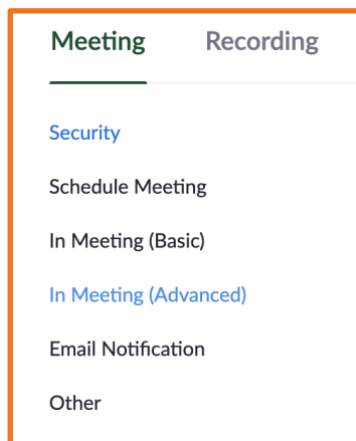 Meeting Recording
Security
Schedule Meeting
In Meeting (Basic)
In Meeting (Advanced)
Email Notification
Other